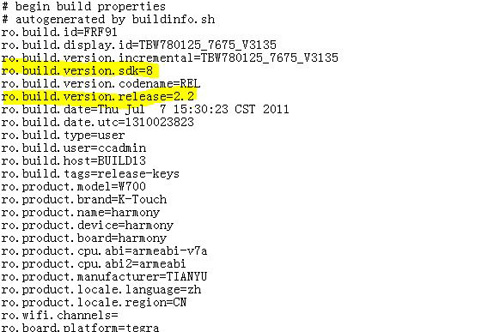 # begin build properties
# autogenerated by buildinfo.sh
ro.build.id=FRF91
ro.build.display.id=TBW780125_7675_V3135
ro.build.version.incremental=TBW780125_7675_V3135
ro.build.version.sdk=8
ro.build.version.codename=REL
ro.build.version.release=2.2
ro.build.date=Thu Jul  7 15:30:23 CST 2011
ro.build.date.utc=1310023823
ro.build.type=user
ro.build.user=ccadmin
ro.build.host=BUILD13
ro.build.tags=release-keys
ro.product.model=W700
ro.product.brand=K-Touch
ro.product.name=harmony
ro.product.device=harmony
ro.product.board=harmony
ro.product.cpu.abi=armeabi-v7a
ro.product.cpu.abi2=armeabi
ro.product.manufacturer=TIANYU
ro.product.locale.language=zh
ro.product.locale.region=CN
ro.wifi.channels=
ro.board.platform=tegra